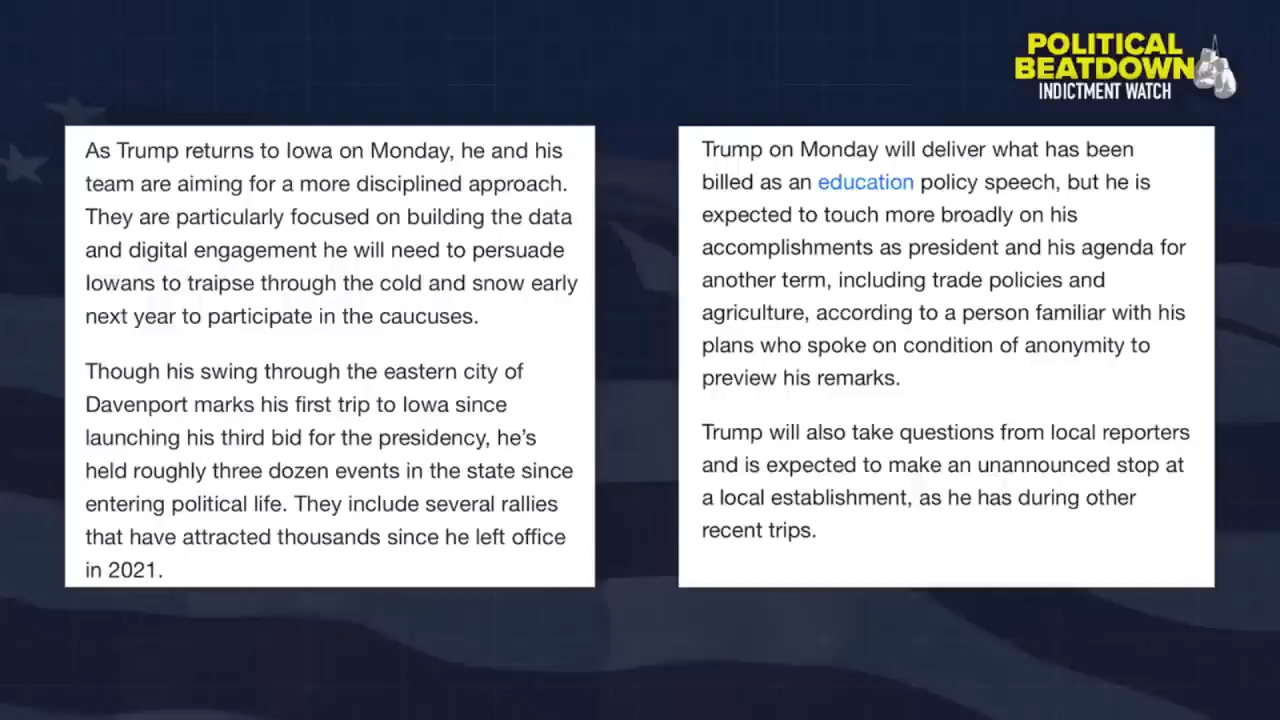 POLITICAL
BEATDOWN
INDICTMENT WATCH
As Trump returns to Iowa on Monday, he and his
team are aiming for a more disciplined approach.
They are particularly focused on building the data
and digital engagement he will need to persuade
Iowans to traipse through the cold and snow early
next year to participate in the caucuses.
Though his swing through the eastern city of
Davenport marks his first trip to Iowa since
launching his third bid for the presidency, he’s
held roughly three dozen events in the state since
entering political life. They include several rallies
that have attracted thousands since he left office
in 2021.
Trump on Monday will deliver what has been
billed as an education policy speech, but he is
expected to touch more broadly on his
accomplishments as president and his agenda for
another term, including trade policies and
agriculture, according to a person familiar with his
plans who spoke on condition of anonymity to
preview his remarks.
Trump will also take questions from local reporters
and is expected to make an unannounced stop at
a local establishment, as he has during other
recent trips.